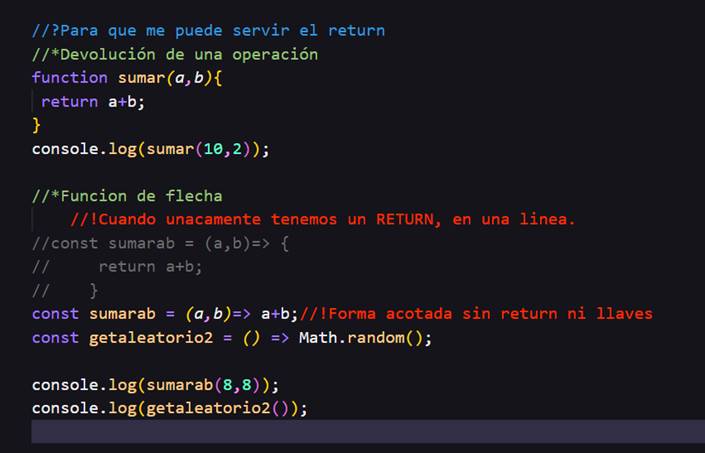 //?Para que me puede servir el return
//*Devolución de una operación
function sumar(a,b){
return a+b;
}
console.log(sumar(10,2));
//*Funcion de flecha
//!Cuando unacamente tenemos un RETURN, en una linea.
//const sumarab = (a,b)=> {
//     return a+b;
//    }
const sumarab = (a,b)=> a+b;//!Forma acotada sin return ni llaves
const getaleatorio2 = () => Math.random();
console.log(sumarab(8,8));
console.log(getaleatorio2());